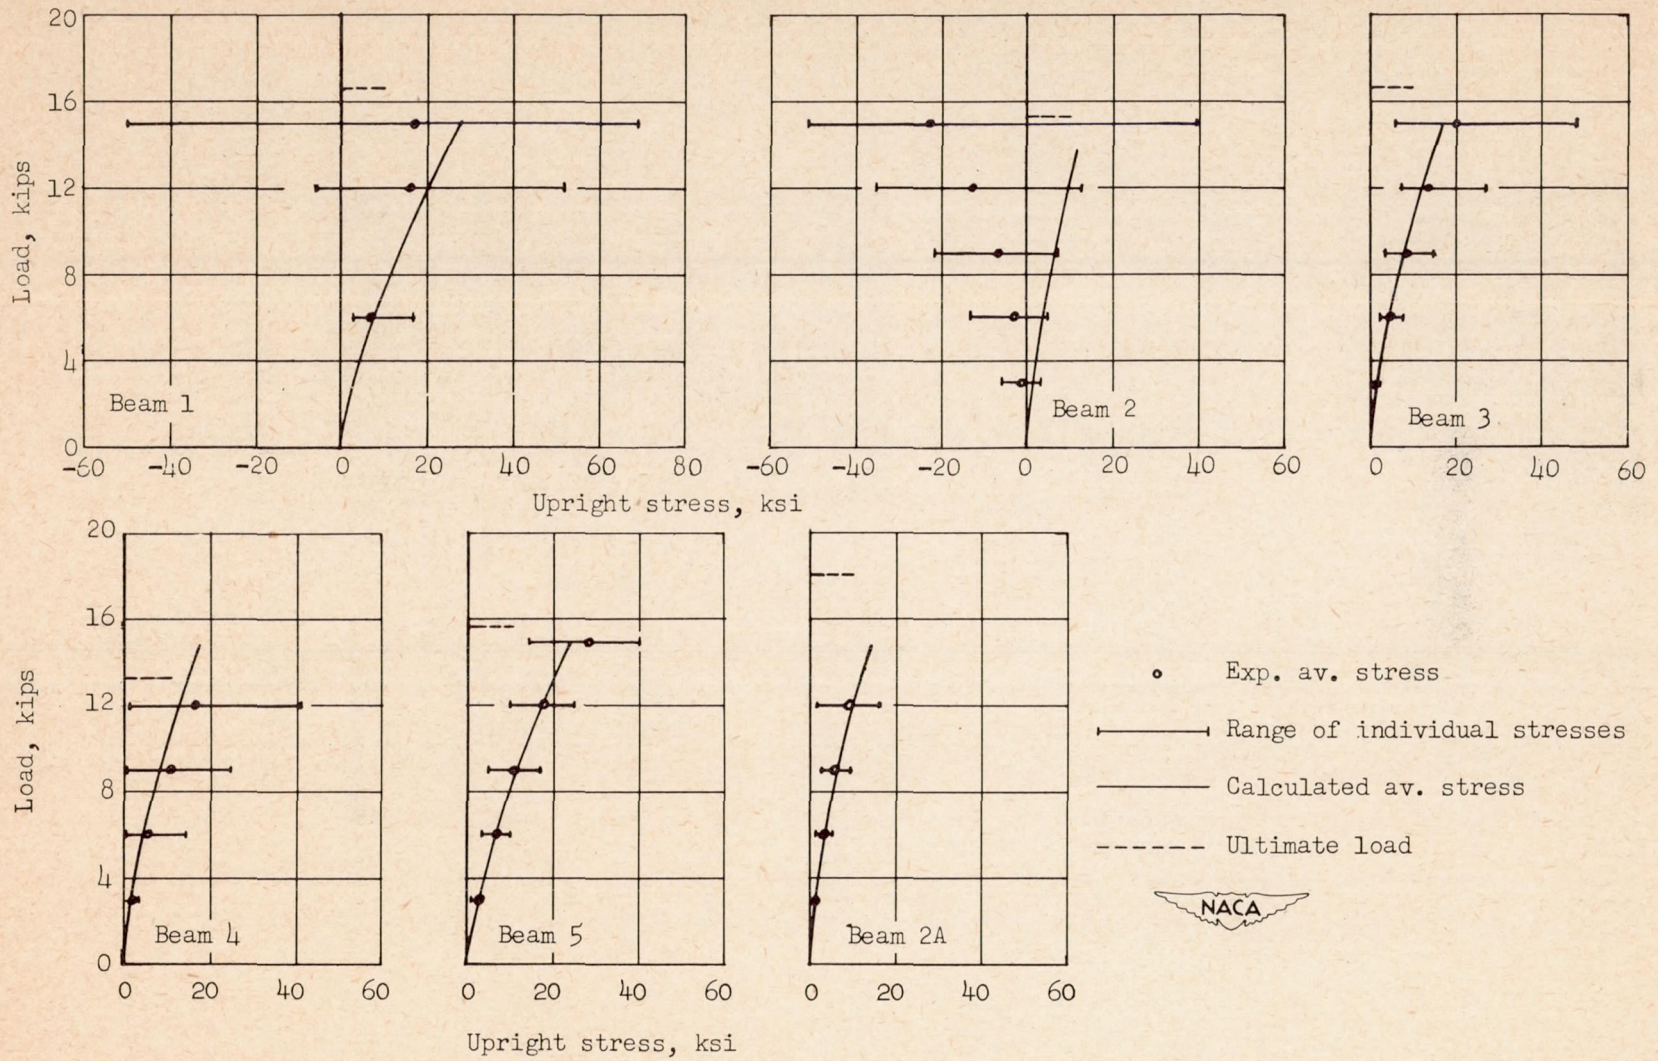 20
16
12
8
4
0
Load, kips
Beam 1
-60 -40 -20 0 20 40 60 80
Beam 2
-60 -40 -20 0 20 40 60
Beam 3
0 20 40 60
Upright stress, ksi
20
16
12
8
4
0
Load, kips
Beam 4
0 20 40 60
Beam 5
0 20 40 60
Beam 2A
0 20 40 60
Upright stress, ksi
Exp. av. stress
Range of individual stresses
Calculated av. stress
Ultimate load
NACA